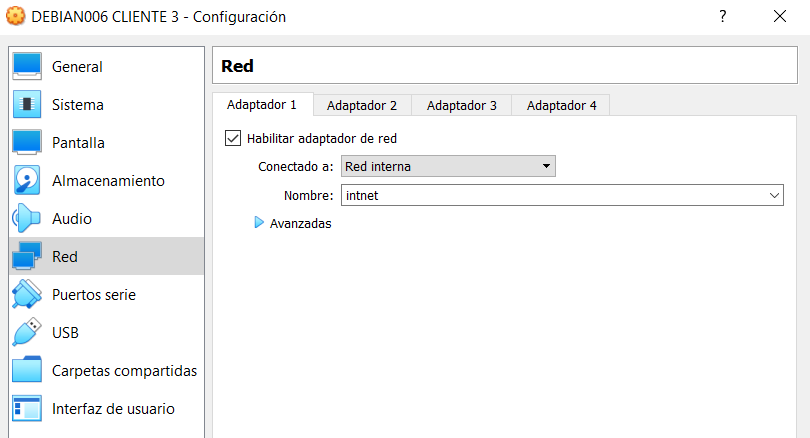 DEBIAN006 CLIENTE 3 - Configuración
?
General
Sistema
Pantalla
Almacenamiento
Audio
Red
Puertos serie
USB
Carpetas compartidas
Interfaz de usuario
Red
Adaptador 1 Adaptador 2 Adaptador 3 Adaptador 4
Habilitar adaptador de red
Conectado a: Red interna
Nombre: intnet
Avanzadas